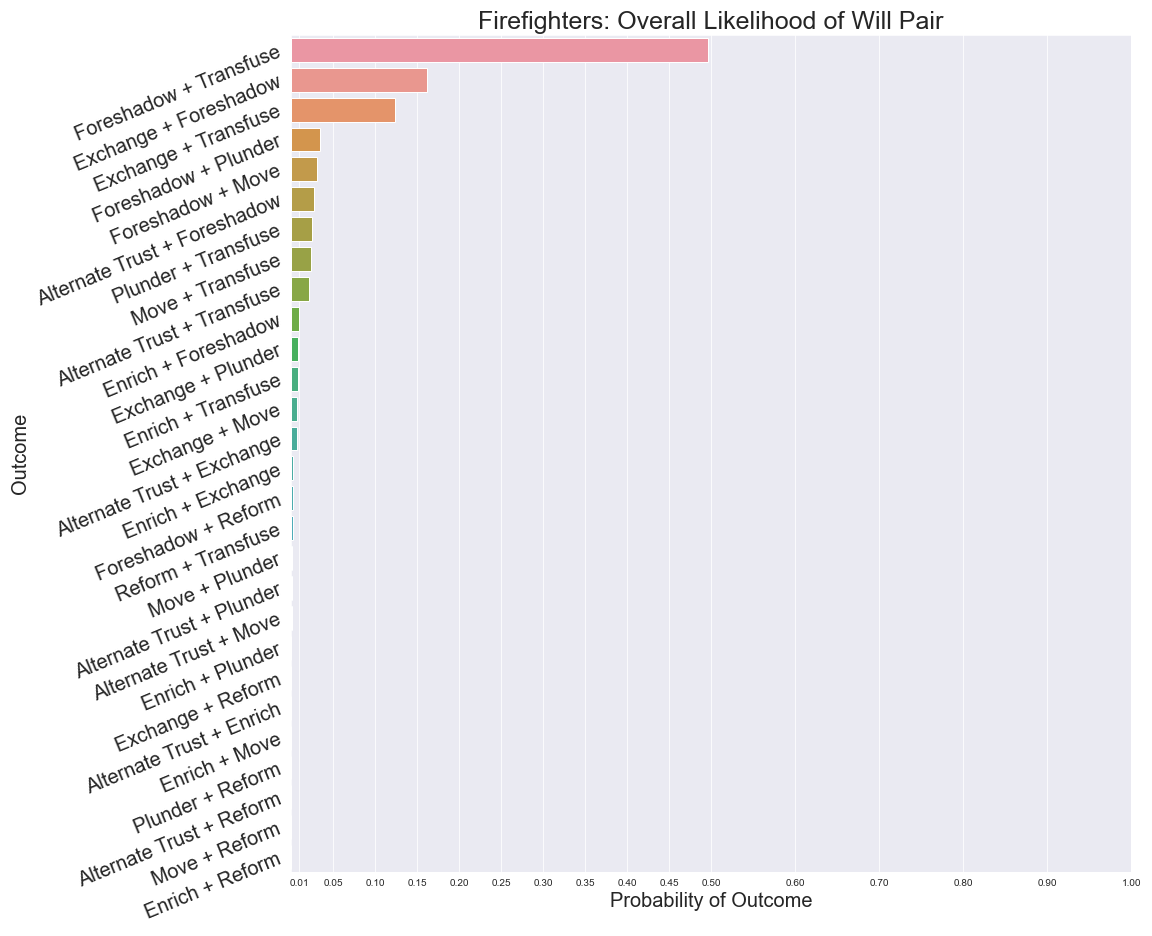 Firefighters: Overall Likelihood of Will Pair
Outcome
Foreshadow + Transfuse
Exchange + Foreshadow
Exchange + Transfuse
Foreshadow + Plunder
Foreshadow + Move
Alternate Trust + Foreshadow
Plunder + Transfuse
Move + Transfuse
Alternate Trust + Transfuse
Enrich + Foreshadow
Exchange + Plunder
Enrich + Transfuse
Exchange + Move
Alternate Trust + Exchange
Enrich + Exchange
Foreshadow + Reform
Reform + Transfuse
Move + Plunder
Alternate Trust + Plunder
Alternate Trust + Move
Enrich + Plunder
Exchange + Reform
Alternate Trust + Enrich
Enrich + Move
Plunder + Reform
Alternate Trust + Reform
Move + Reform
Enrich + Reform
0.01 0.05 0.10 0.15 0.20 0.25 0.30 0.35 0.40 0.45 0.50 0.60 0.70 0.80 0.90 1.00
Probability of Outcome